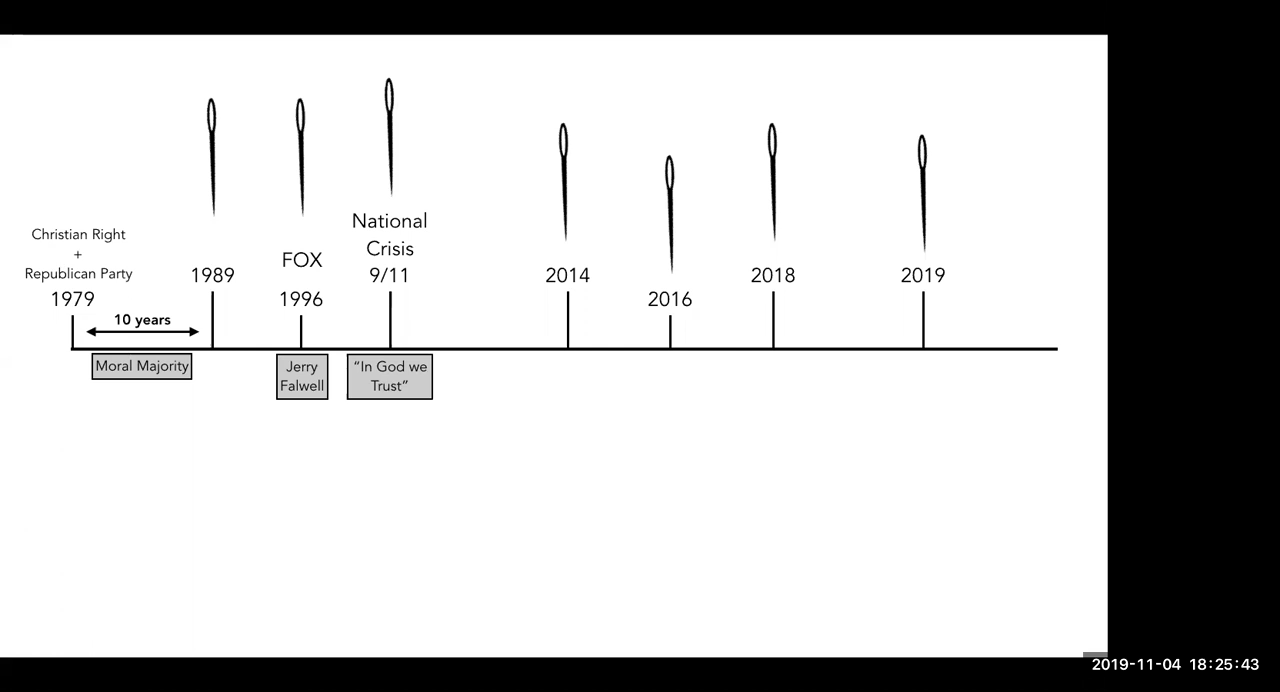 National
Crisis
Christian Right
+
Republican Party
FOX
9/11
1989
2014
2018
2019
1979
1996
2016
10 years
Moral Majority
Jerry
Falwell
“In God we
Trust”
2019-11-04 18:25:43